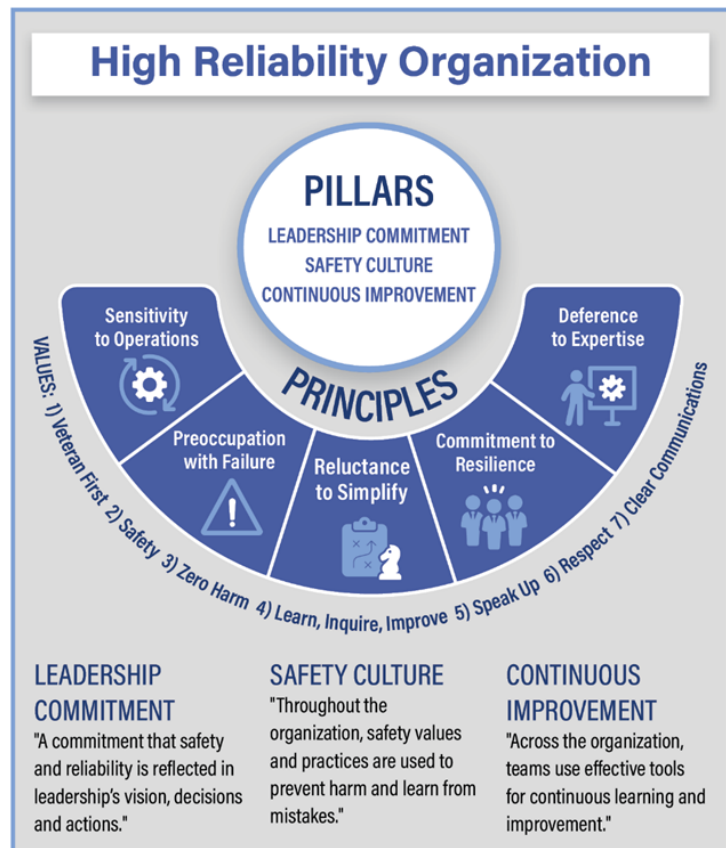 High Reliability Organization
PILLARS
LEADERSHIP COMMITMENT
SAFETY CULTURE
CONTINUOUS IMPROVEMENT
PRINCIPLES
Sensitivity
to Operations
Preoccupation
with Failure
Reluctance
to Simplify
Commitment to
Resilience
Deference
to Expertise
VALUES: 1) Veteran First 2) Safety 3) Zero Harm 4) Learn, Inquire, Improve 5) Speak Up 6) Respect 7) Clear Communications
LEADERSHIP
COMMITMENT
"A commitment that safety
and reliability is reflected in
leadership's vision, decisions
and actions."
SAFETY CULTURE
"Throughout the
organization, safety values
and practices are used to
prevent harm and learn from
mistakes."
CONTINUOUS
IMPROVEMENT
"Across the organization,
teams use effective tools
for continuous learning and
improvement."